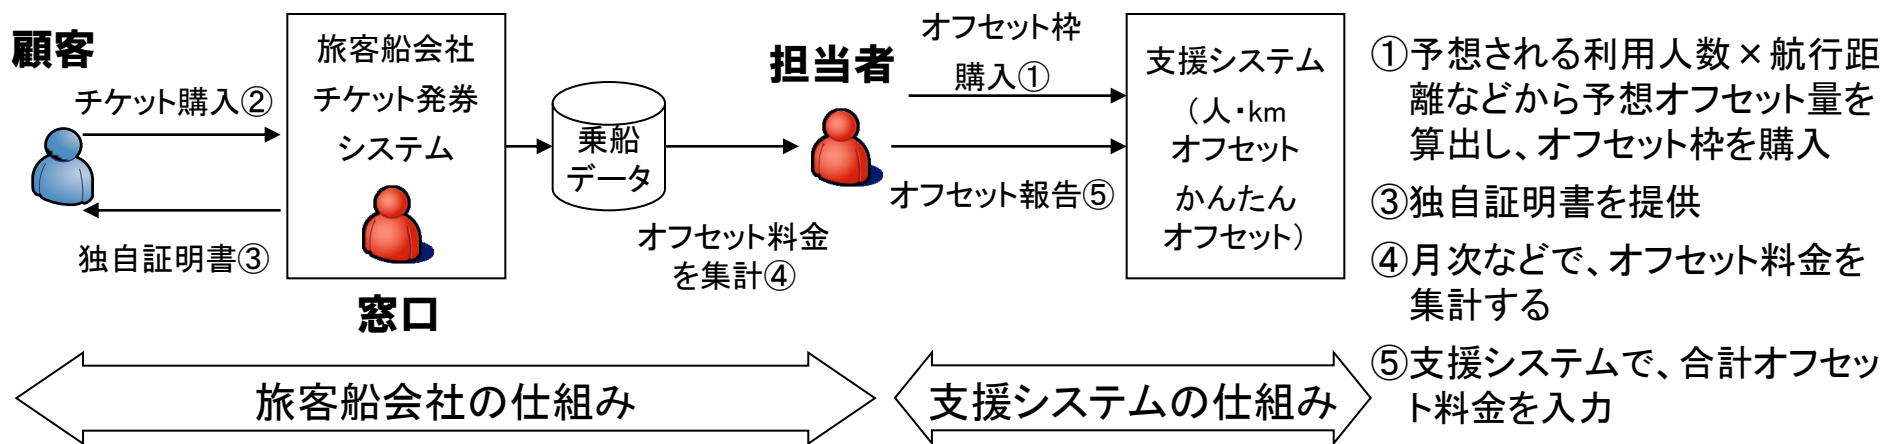 顧客
チケット購入②
独自証明書③
旅客船会社
チケット発券
システム
窓口
乗船
データ
オフセット料金
を集計④
担当者
オフセット枠
購入①
オフセット報告⑤
支援システム
（人・km
オフセット
かんたん
オフセット）
①予想される利用人数×航行距
離などから予想オフセット量を
算出し、オフセット枠を購入
③独自証明書を提供
④月次などで、オフセット料金を
集計する
⑤支援システムで、合計オフセッ
ト料金を入力
旅客船会社の仕組み
支援システムの仕組み